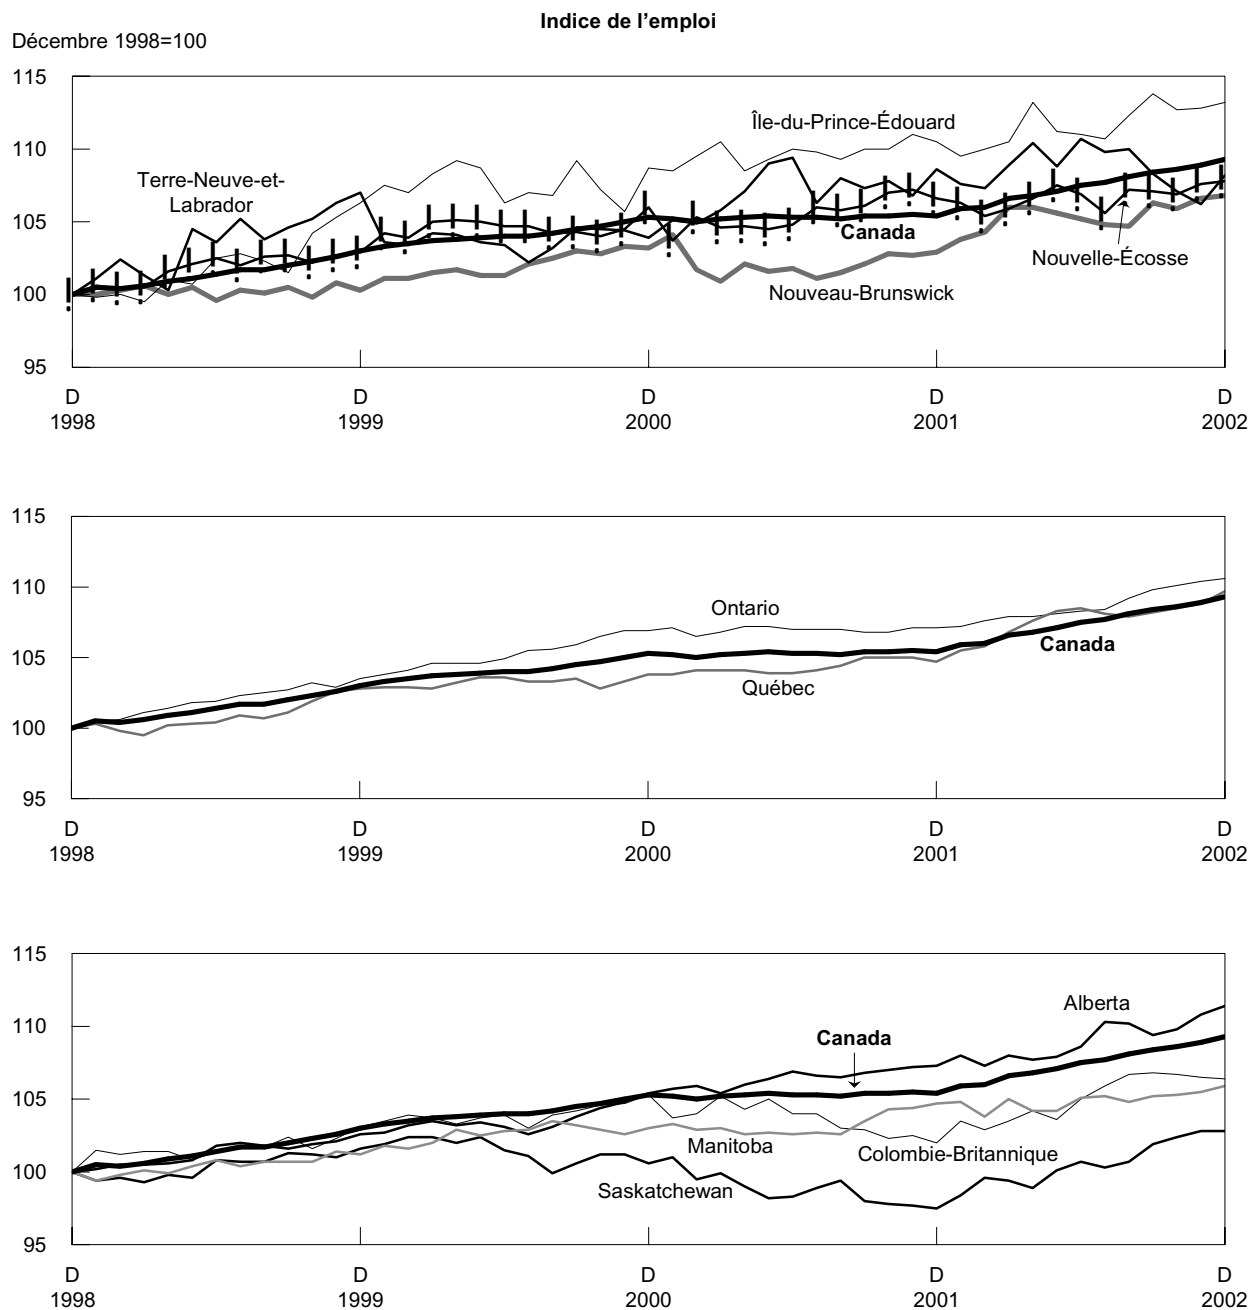 Indice de l'emploi
Décembre 1998=100
115
110
105
100
95
Île-du-Prince-Édouard
Terre-Neuve-et-
Labrador
Canada
Nouvelle-Écosse
Nouveau-Brunswick
D D D D D
1998 1999 2000 2001 2002
115
110
105
100
95
Ontario
Canada
Québec
D D D D D
1998 1999 2000 2001 2002
115
110
105
100
95
Alberta
Canada
Manitoba
Colombie-Britannique
Saskatchewan
D D D D D
1998 1999 2000 2001 2002